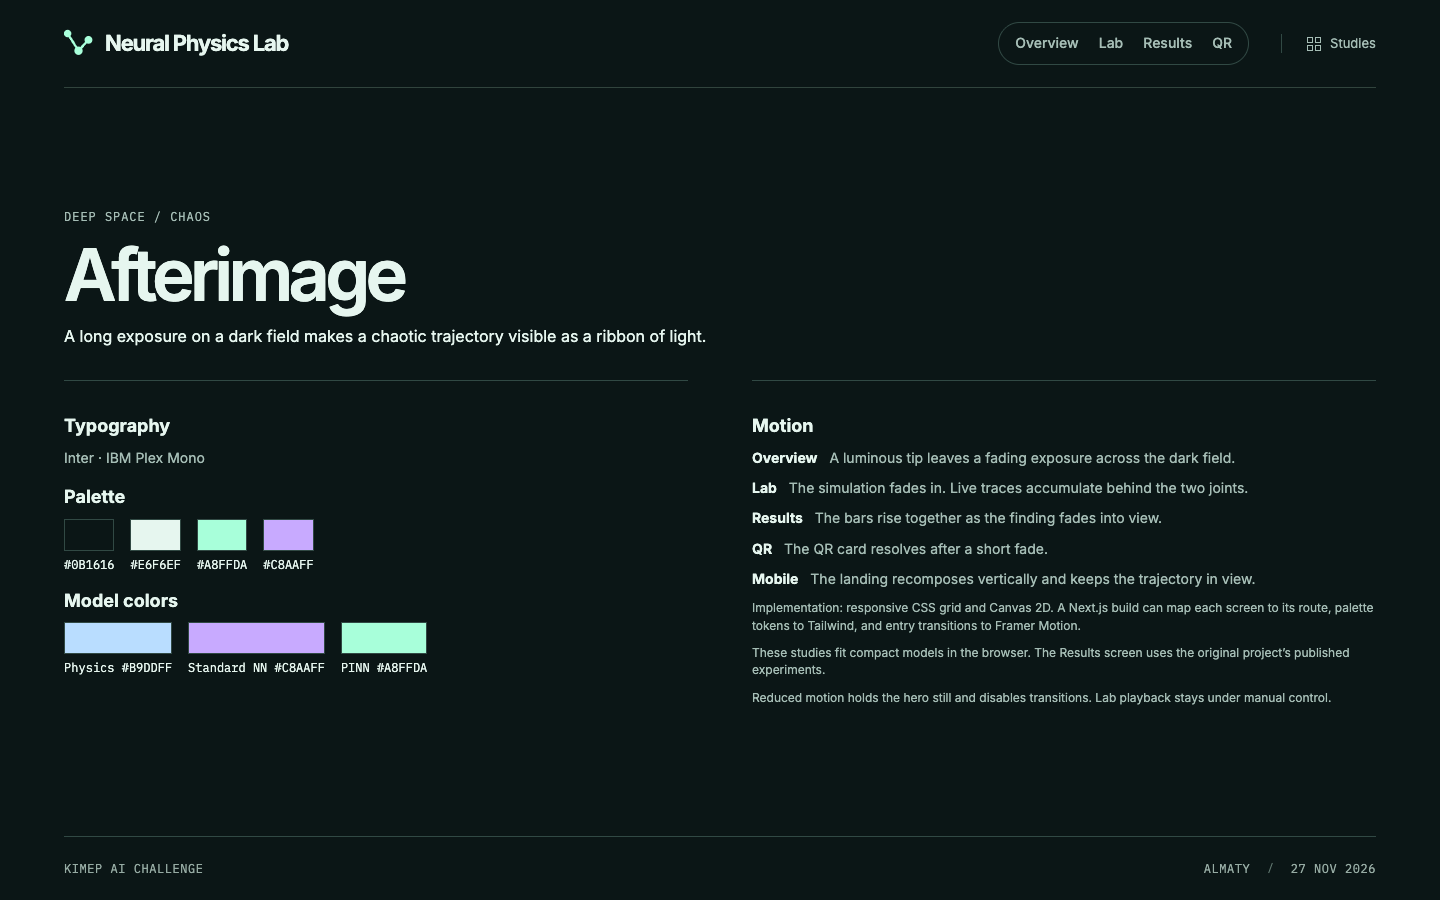 Neural Physics Lab
Overview Lab Results QR
Studies
DEEP SPACE / CHAOS
Afterimage
A long exposure on a dark field makes a chaotic trajectory visible as a ribbon of light.
Typography
Inter · IBM Plex Mono
Palette
#0B1616 #E6F6EF #A8FFDA #C8AAFF
Model colors
Physics #B9DDFF Standard NN #C8AAFF PINN #A8FFDA
Motion
Overview A luminous tip leaves a fading exposure across the dark field.
Lab The simulation fades in. Live traces accumulate behind the two joints.
Results The bars rise together as the finding fades into view.
QR The QR card resolves after a short fade.
Mobile The landing recomposes vertically and keeps the trajectory in view.
Implementation: responsive CSS grid and Canvas 2D. A Next.js build can map each screen to its route, palette
tokens to Tailwind, and entry transitions to Framer Motion.
These studies fit compact models in the browser. The Results screen uses the original project’s published
experiments.
Reduced motion holds the hero still and disables transitions. Lab playback stays under manual control.
KIMEP AI CHALLENGE
ALMATY / 27 NOV 2026